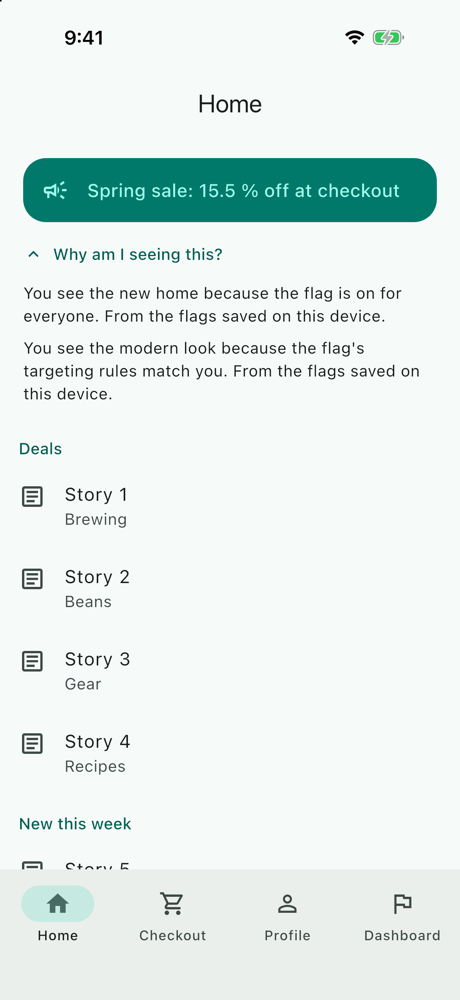 9:41
Home
Spring sale: 15.5 % off at checkout
Why am I seeing this?
You see the new home because the flag is on for
everyone. From the flags saved on this device.
You see the modern look because the flag's
targeting rules match you. From the flags saved on
this device.
Deals
Story 1
Brewing
Story 2
Beans
Story 3
Gear
Story 4
Recipes
New this week
Story 5
Home
Checkout
Profile
Dashboard